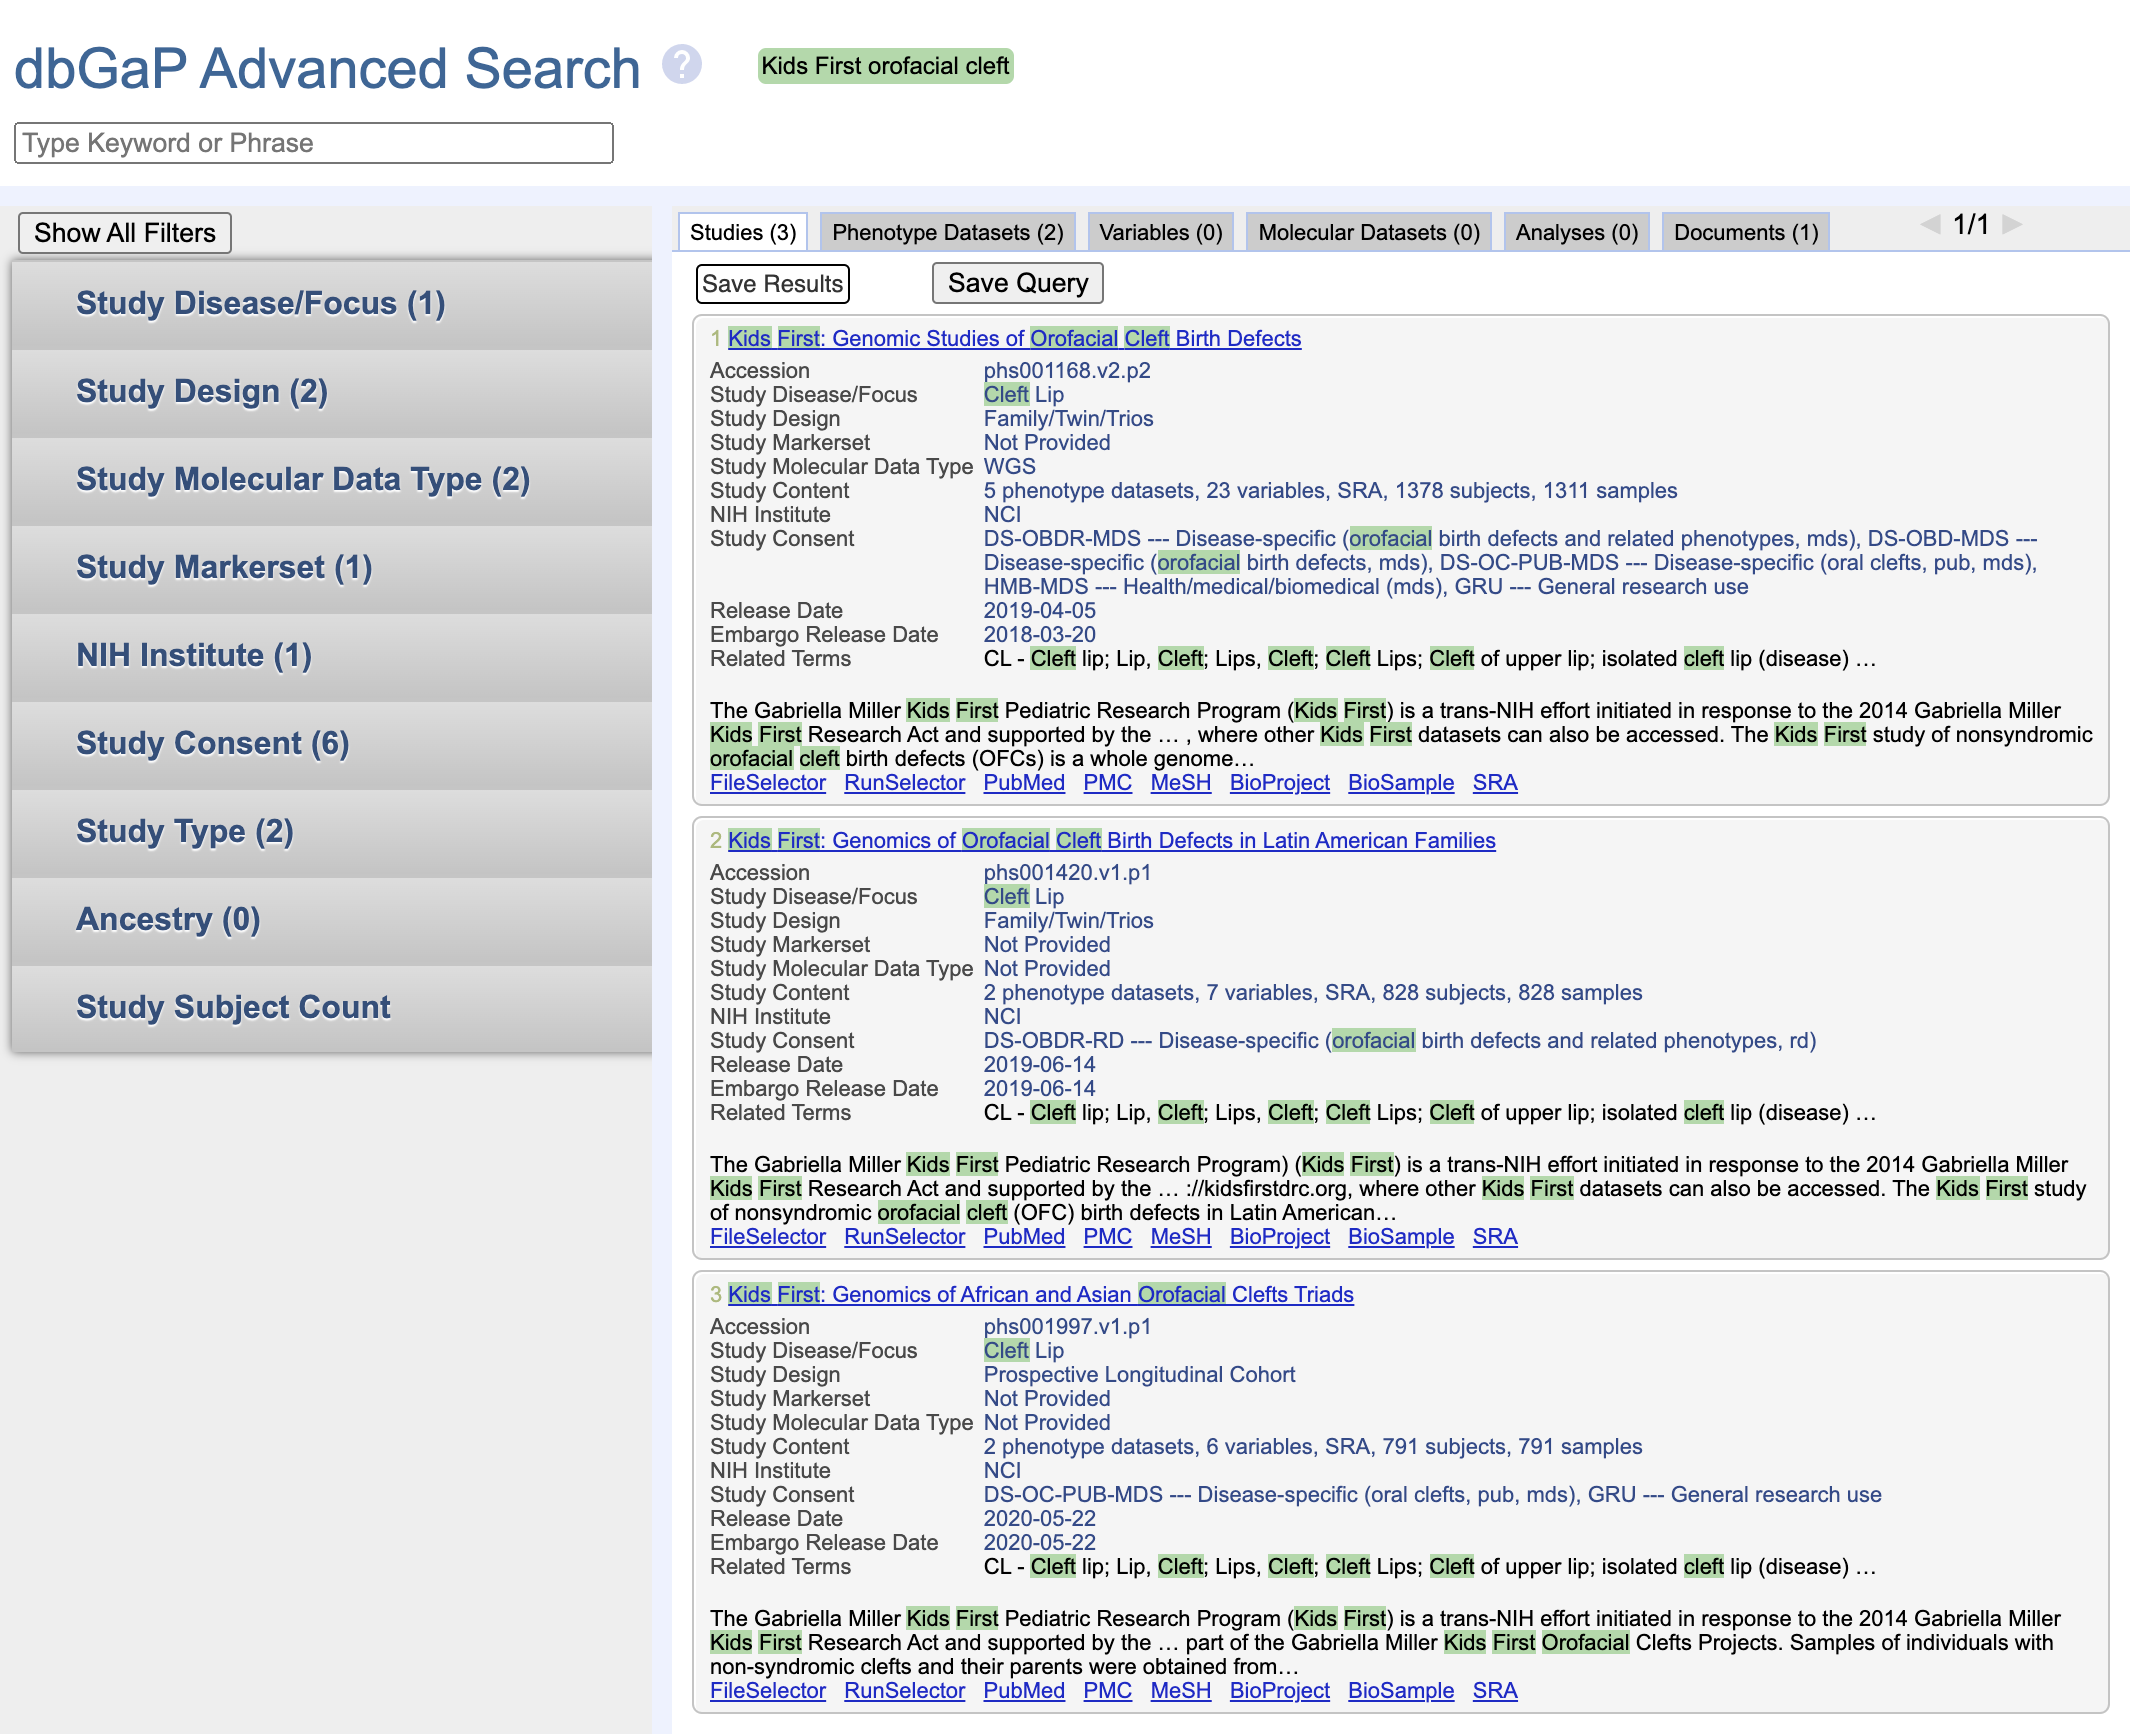 dbGaP Advanced Search ? Kids First orofacial cleft
Type Keyword or Phrase
Show All Filters
Study Disease/Focus (1)
Study Design (2)
Study Molecular Data Type (2)
Study Markerset (1)
NIH Institute (1)
Study Consent (6)
Study Type (2)
Ancestry (0)
Study Subject Count
Studies (3) Phenotype Datasets (2) Variables (0) Molecular Datasets (0) Analyses (0) Documents (1) ◀ 1/1 ▶
Save Results Save Query
1 Kids First: Genomic Studies of Orofacial Cleft Birth Defects
Accession phs001168.v2.p2
Study Disease/Focus Cleft Lip
Study Design Family/Twin/Trios
Study Markerset Not Provided
Study Molecular Data Type WGS
Study Content 5 phenotype datasets, 23 variables, SRA, 1378 subjects, 1311 samples
NIH Institute NCI
Study Consent DS-OBDR-MDS --- Disease-specific (orofacial birth defects and related phenotypes, mds), DS-OBD-MDS ---
Disease-specific (orofacial birth defects, mds), DS-OC-PUB-MDS --- Disease-specific (oral clefts, pub, mds),
HMB-MDS --- Health/medical/biomedical (mds), GRU --- General research use
Release Date 2019-04-05
Embargo Release Date 2018-03-20
Related Terms CL - Cleft lip; Lip, Cleft; Lips, Cleft; Cleft Lips; Cleft of upper lip; isolated cleft lip (disease) …
The Gabriella Miller Kids First Pediatric Research Program (Kids First) is a trans-NIH effort initiated in response to the 2014 Gabriella Miller
Kids First Research Act and supported by the … , where other Kids First datasets can also be accessed. The Kids First study of nonsyndromic
orofacial cleft birth defects (OFCs) is a whole genome…
FileSelector RunSelector PubMed PMC MeSH BioProject BioSample SRA
2 Kids First: Genomics of Orofacial Cleft Birth Defects in Latin American Families
Accession phs001420.v1.p1
Study Disease/Focus Cleft Lip
Study Design Family/Twin/Trios
Study Markerset Not Provided
Study Molecular Data Type Not Provided
Study Content 2 phenotype datasets, 7 variables, SRA, 828 subjects, 828 samples
NIH Institute NCI
Study Consent DS-OBDR-RD --- Disease-specific (orofacial birth defects and related phenotypes, rd)
Release Date 2019-06-14
Embargo Release Date 2019-06-14
Related Terms CL - Cleft lip; Lip, Cleft; Lips, Cleft; Cleft Lips; Cleft of upper lip; isolated cleft lip (disease) …
The Gabriella Miller Kids First Pediatric Research Program) (Kids First) is a trans-NIH effort initiated in response to the 2014 Gabriella Miller
Kids First Research Act and supported by the … ://kidsfirstdrc.org, where other Kids First datasets can also be accessed. The Kids First study
of nonsyndromic orofacial cleft (OFC) birth defects in Latin American…
FileSelector RunSelector PubMed PMC MeSH BioProject BioSample SRA
3 Kids First: Genomics of African and Asian Orofacial Clefts Triads
Accession phs001997.v1.p1
Study Disease/Focus Cleft Lip
Study Design Prospective Longitudinal Cohort
Study Markerset Not Provided
Study Molecular Data Type Not Provided
Study Content 2 phenotype datasets, 6 variables, SRA, 791 subjects, 791 samples
NIH Institute NCI
Study Consent DS-OC-PUB-MDS --- Disease-specific (oral clefts, pub, mds), GRU --- General research use
Release Date 2020-05-22
Embargo Release Date 2020-05-22
Related Terms CL - Cleft lip; Lip, Cleft; Lips, Cleft; Cleft Lips; Cleft of upper lip; isolated cleft lip (disease) …
The Gabriella Miller Kids First Pediatric Research Program (Kids First) is a trans-NIH effort initiated in response to the 2014 Gabriella Miller
Kids First Research Act and supported by the … part of the Gabriella Miller Kids First Orofacial Clefts Projects. Samples of individuals with
non-syndromic clefts and their parents were obtained from…
FileSelector RunSelector PubMed PMC MeSH BioProject BioSample SRA